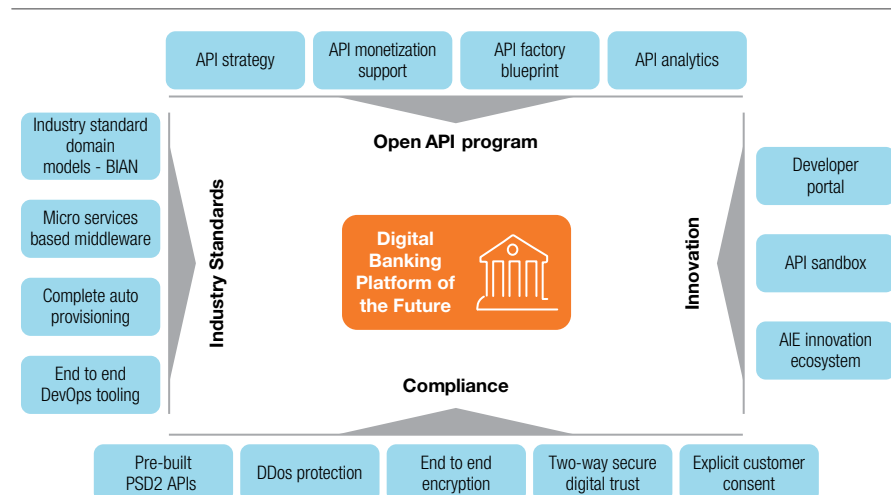 API strategy
API monetization
support
API factory
blueprint
API analytics
Open API program
Industry standard
domain
models - BIAN
Micro services
based middleware
Complete auto
provisioning
End to end
DevOps tooling
Industry Standards
Digital
Banking
Platform of
the Future
Innovation
Developer
portal
API sandbox
AIE innovation
ecosystem
Compliance
Pre-built
PSD2 APIs
DDos protection
End to end
encryption
Two-way secure
digital trust
Explicit customer
consent